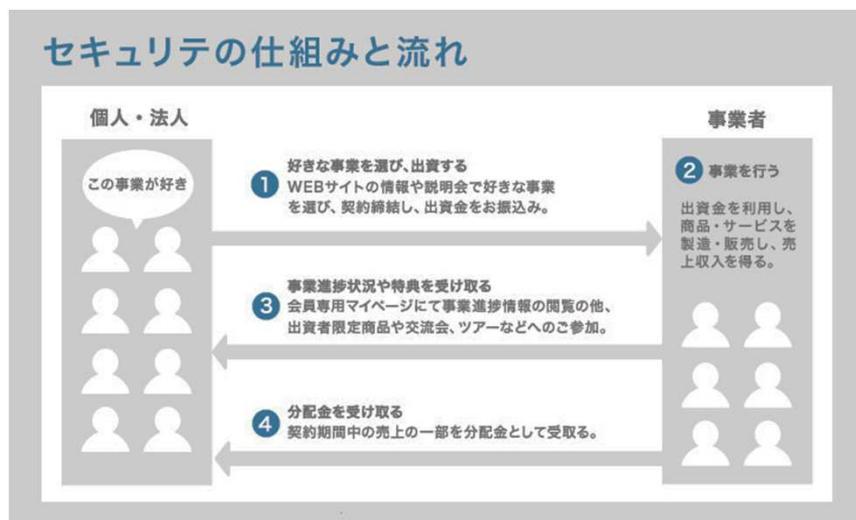 セキュリテの仕組みと流れ
個人・法人
この事業が好き
1 好きな事業を選び、出資する
WEBサイトの情報や説明会で好きな事業
を選び、契約締結し、出資金をお振込み。
事業者
2 事業を行う
出資金を利用し、
商品・サービスを
製造・販売し、売
上収入を得る。
3 事業進捗状況や特典を受け取る
会員専用マイページにて事業進捗情報の閲覧の他、
出資者限定商品や交流会、ツアーなどへのご参加。
4 分配金を受け取る
契約期間中の売上の一部を分配金として受取る。